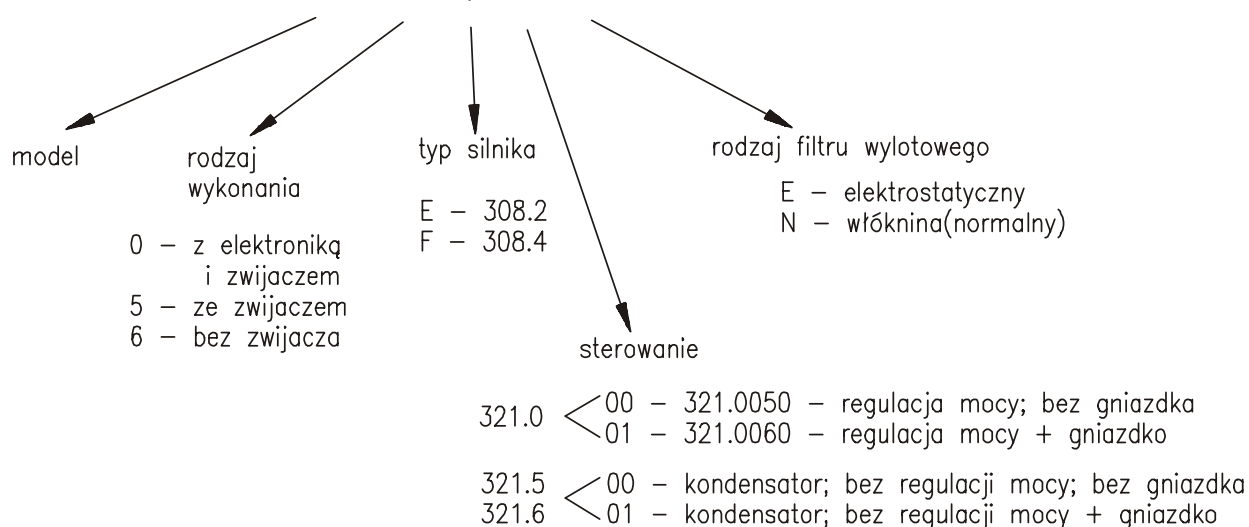 model
rodzaj
wykonania
0 – z elektroniką
i zwijaczem
5 – ze zwijaczem
6 – bez zwijacza
typ silnika
E – 308.2
F – 308.4
rodzaj filtru wylotowego
E – elektrostatyczny
N – włóknina(normalny)
sterowanie
321.0
00 – 321.0050 – regulacja mocy; bez gniazdka
01 – 321.0060 – regulacja mocy + gniazdko
321.5
321.6
00 – kondensator; bez regulacji mocy; bez gniazdka
01 – kondensator; bez regulacji mocy + gniazdko